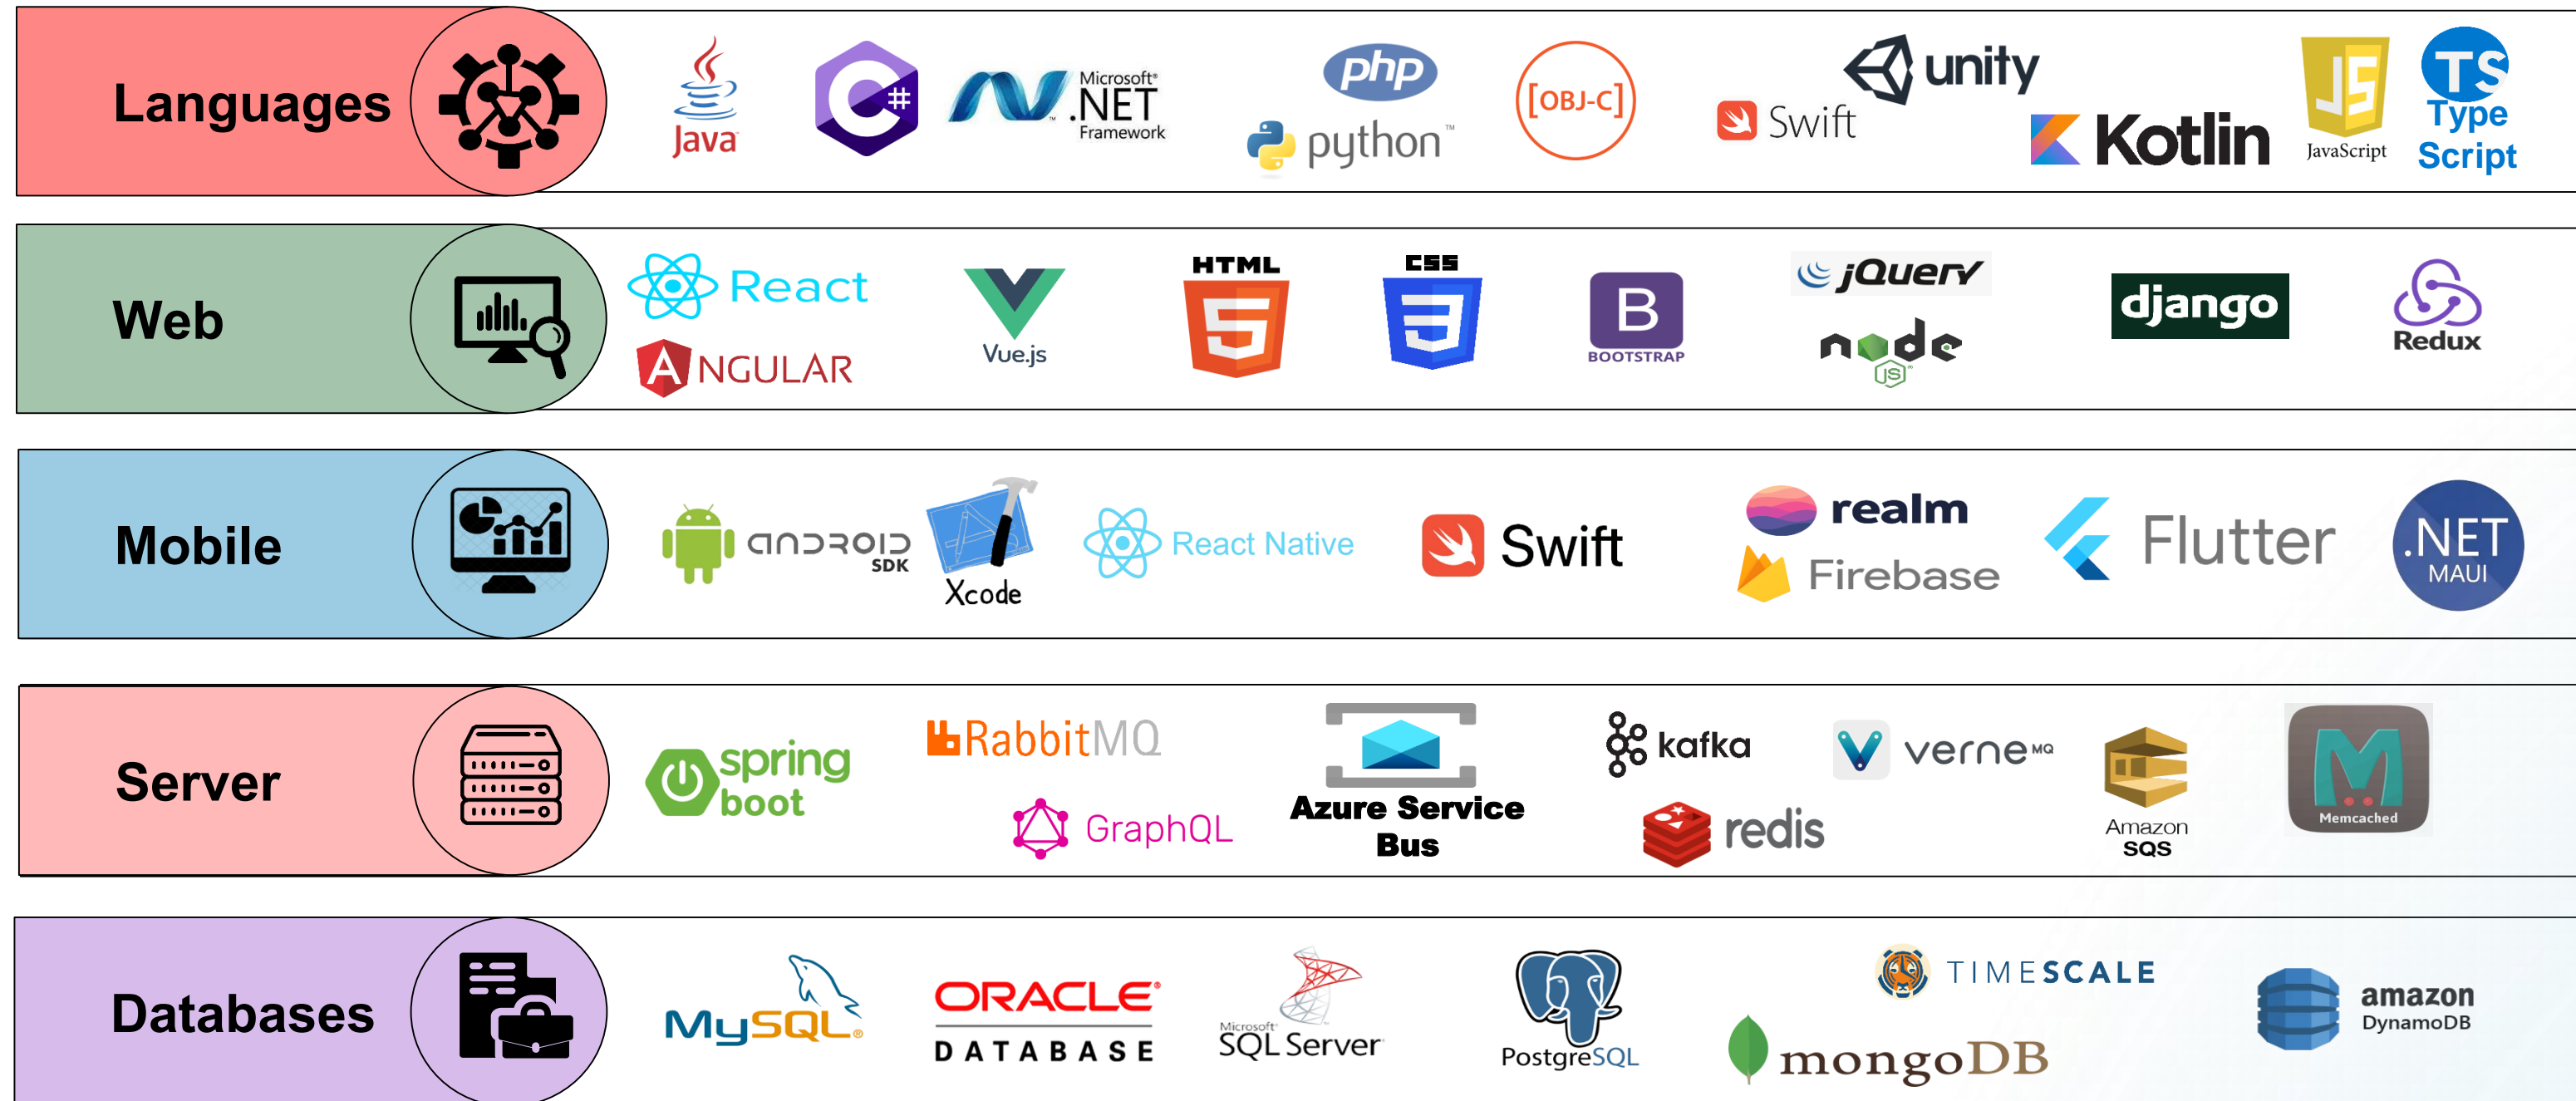 Languages
Java
C#
Microsoft®
.NET
Framework
php
python™
[OBJ-C]
Swift
unity
Kotlin
JS
JavaScript
TS
Type
Script
Web
React
ANGULAR
Vue.js
HTML
5
CSS
3
B
BOOTSTRAP
jQuery
node
JS
django
Redux
Mobile
android
SDK
Xcode
React Native
Swift
realm
Firebase
Flutter
.NET
MAUI
Server
spring
boot
RabbitMQ
GraphQL
Azure Service
Bus
kafka
redis
verneMQ
Amazon
SQS
M
Memcached
Databases
MySQL®
ORACLE®
DATABASE
Microsoft®
SQL Server
PostgreSQL
TIMESCALE
mongoDB
amazon
DynamoDB